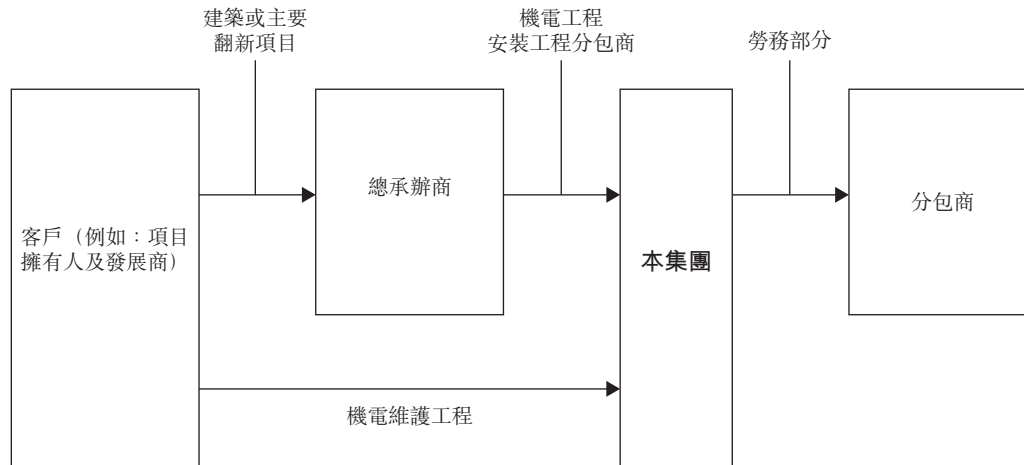 建築或主要
翻新項目
機電工程
安裝工程分包商
勞務部分
總承辦商
分包商
客戶（例如：項目
擁有人及發展商）
本集團
機電維護工程